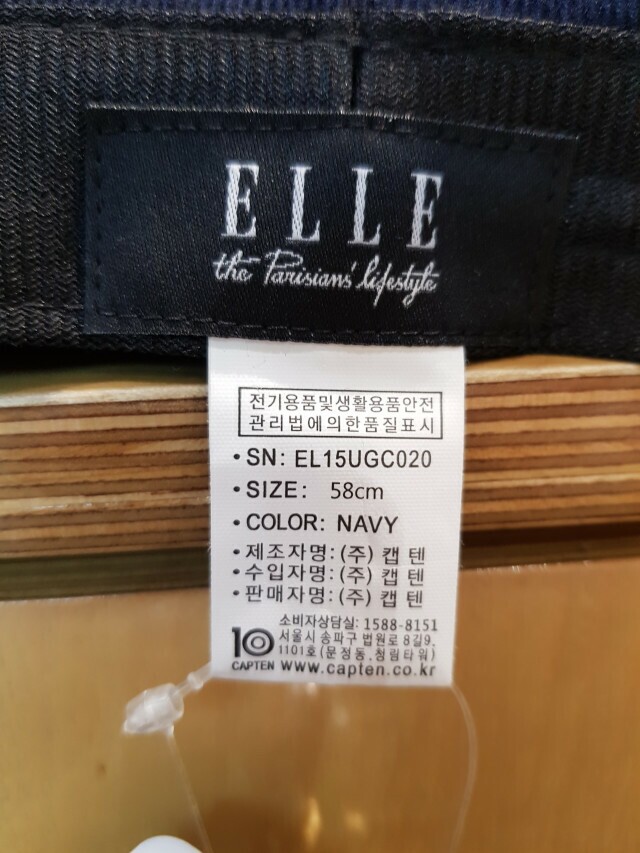 ELLE
the Parisians' lifestyle
전기용품및생활용품안전
관리법에의한품질표시
•SN: EL15UGC020
•SIZE: 58cm
•COLOR: NAVY
•제조자명:(주) 캡 텐
•수입자명:(주) 캡 텐
•판매자명:(주) 캡 텐
소비자상담실: 1588-8151
서울시 송파구 법원로 8길9,
1101호(문정동,청림타워)
10
CAPTEN www.capten.co.kr